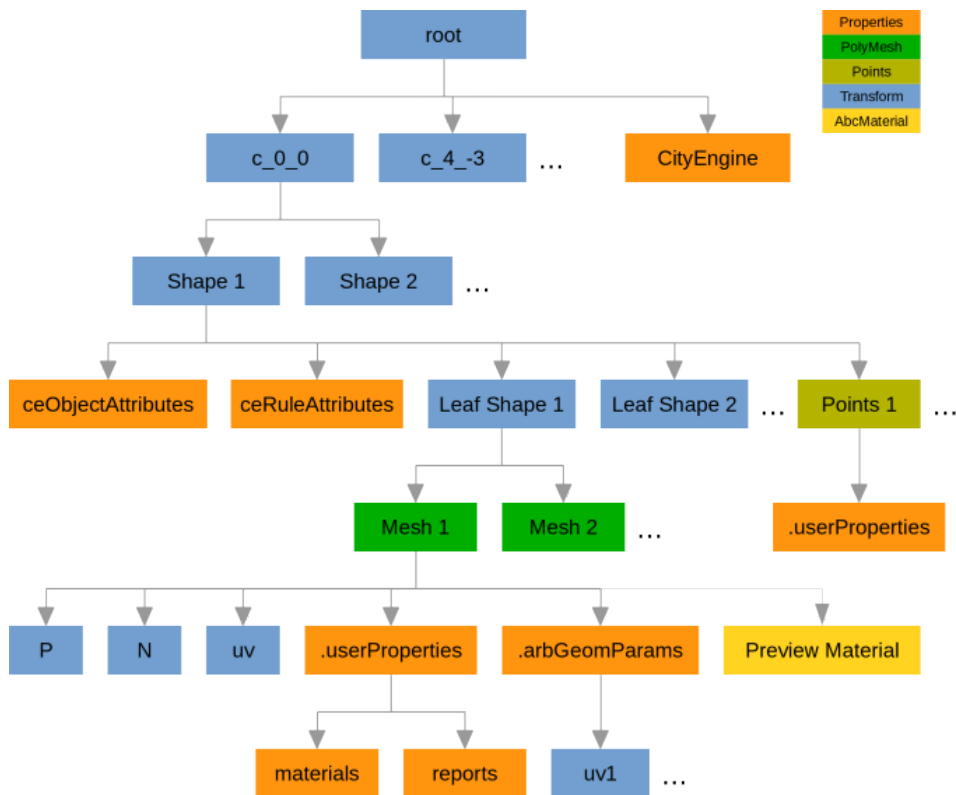 root
Properties
PolyMesh
Points
Transform
AbcMaterial
c_0_0
c_4_-3
...
CityEngine
Shape 1
Shape 2
...
ceObjectAttributes
ceRuleAttributes
Leaf Shape 1
Leaf Shape 2
...
Points 1
...
Mesh 1
Mesh 2
...
.userProperties
P
N
uv
.userProperties
.arbGeomParams
Preview Material
materials
reports
uv1
...